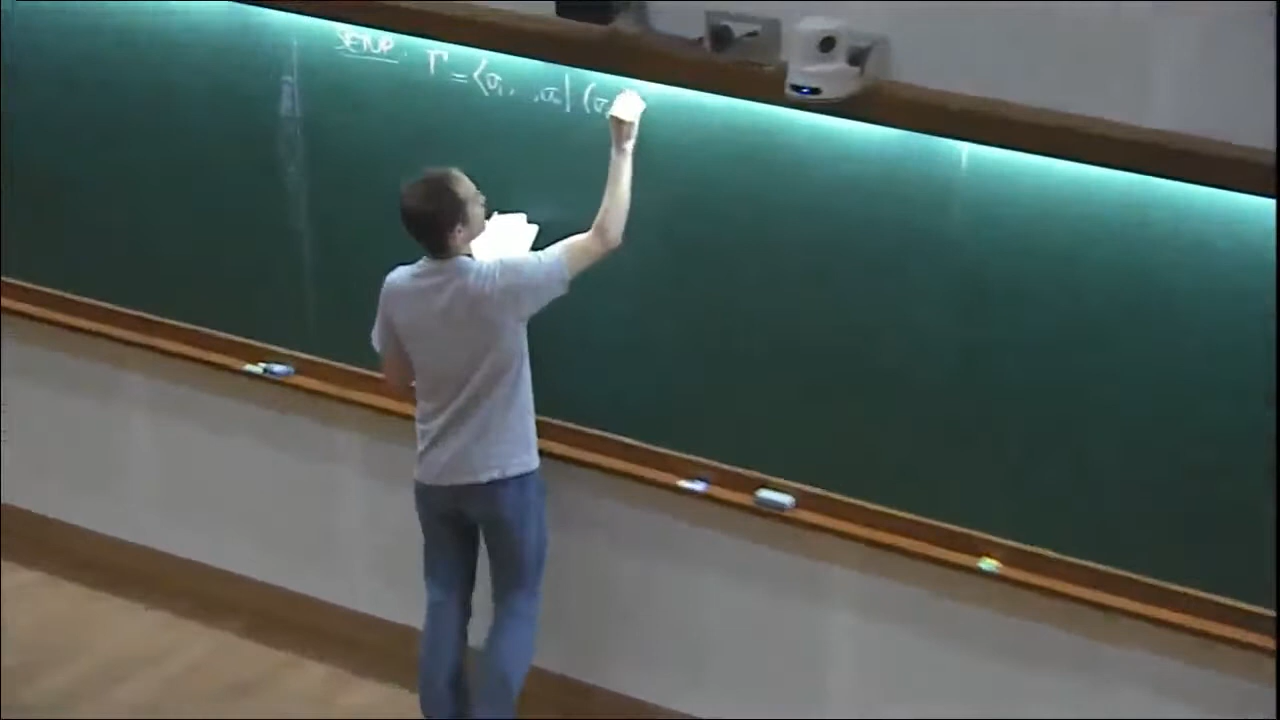 SETUP: Γ = ⟨σ₁, ,σₙ| (σ